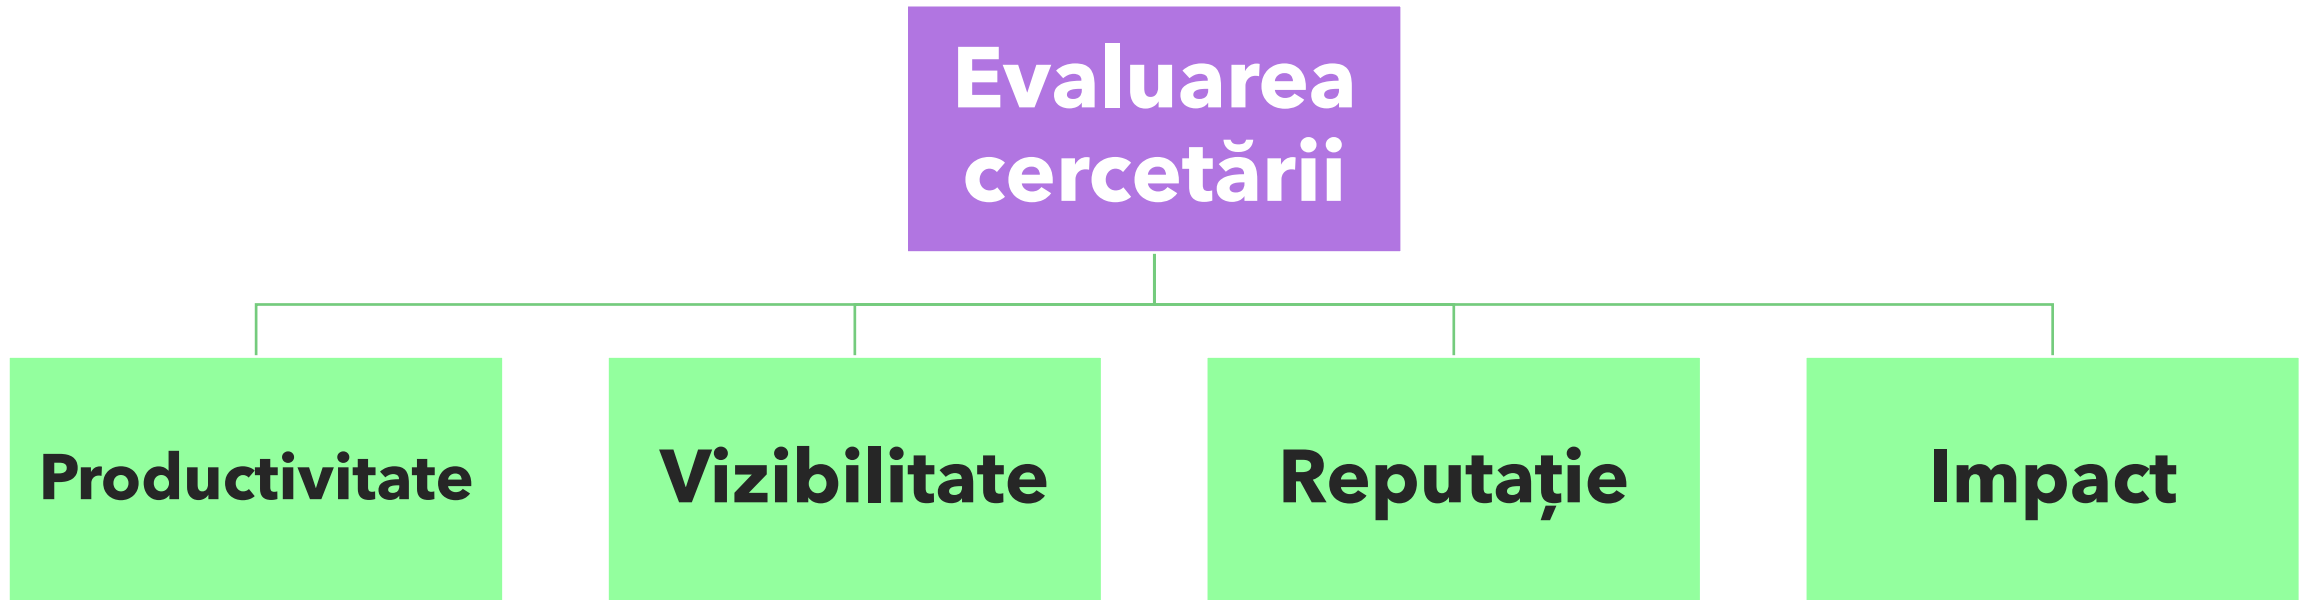 Evaluarea
cercetării
Productivitate
Vizibilitate
Reputație
Impact